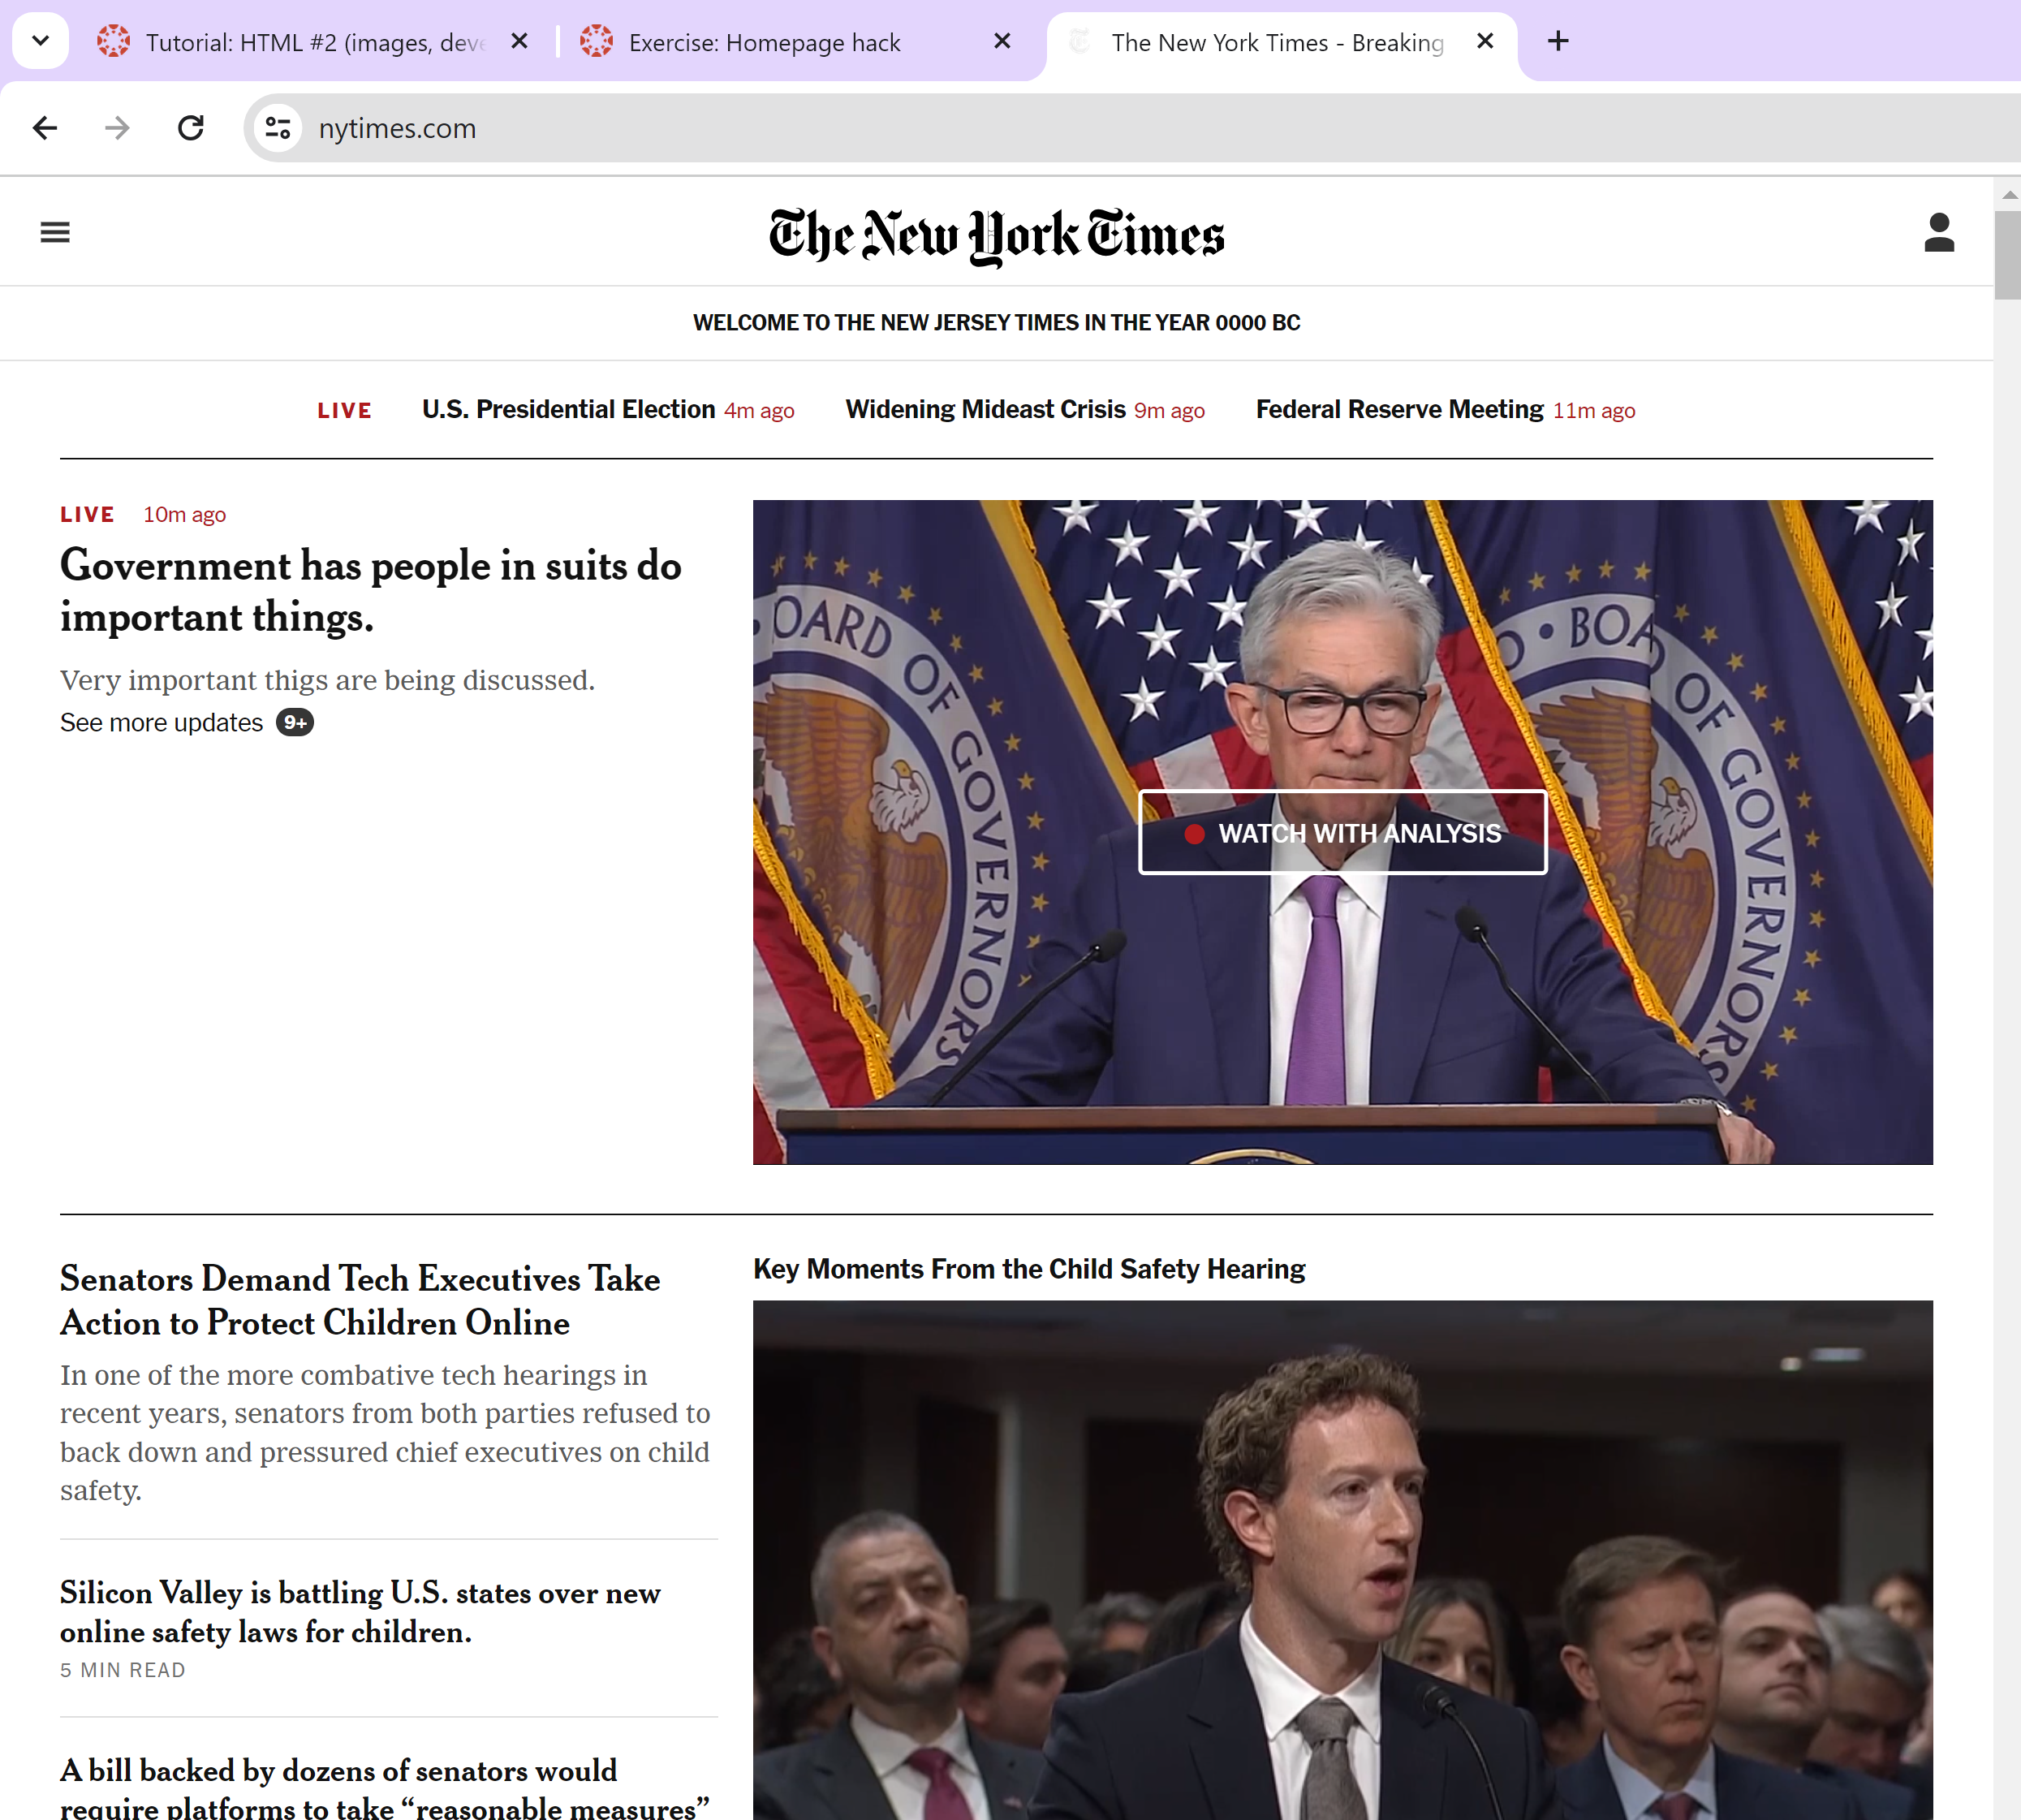 Tutorial: HTML #2 (images, deve
Exercise: Homepage hack
The New York Times - Breaking
nytimes.com
The New York Times
WELCOME TO THE NEW JERSEY TIMES IN THE YEAR 0000 BC
LIVE U.S. Presidential Election 4m ago Widening Mideast Crisis 9m ago Federal Reserve Meeting 11m ago
LIVE 10m ago
Government has people in suits do
important things.
Very important thigs are being discussed.
See more updates 9+
OARD OF GOVERNORS
BOA
D OF GOVERNORS
WATCH WITH ANALYSIS
Senators Demand Tech Executives Take
Action to Protect Children Online
In one of the more combative tech hearings in
recent years, senators from both parties refused to
back down and pressured chief executives on child
safety.
Silicon Valley is battling U.S. states over new
online safety laws for children.
5 MIN READ
A bill backed by dozens of senators would
require platforms to take “reasonable measures”
Key Moments From the Child Safety Hearing